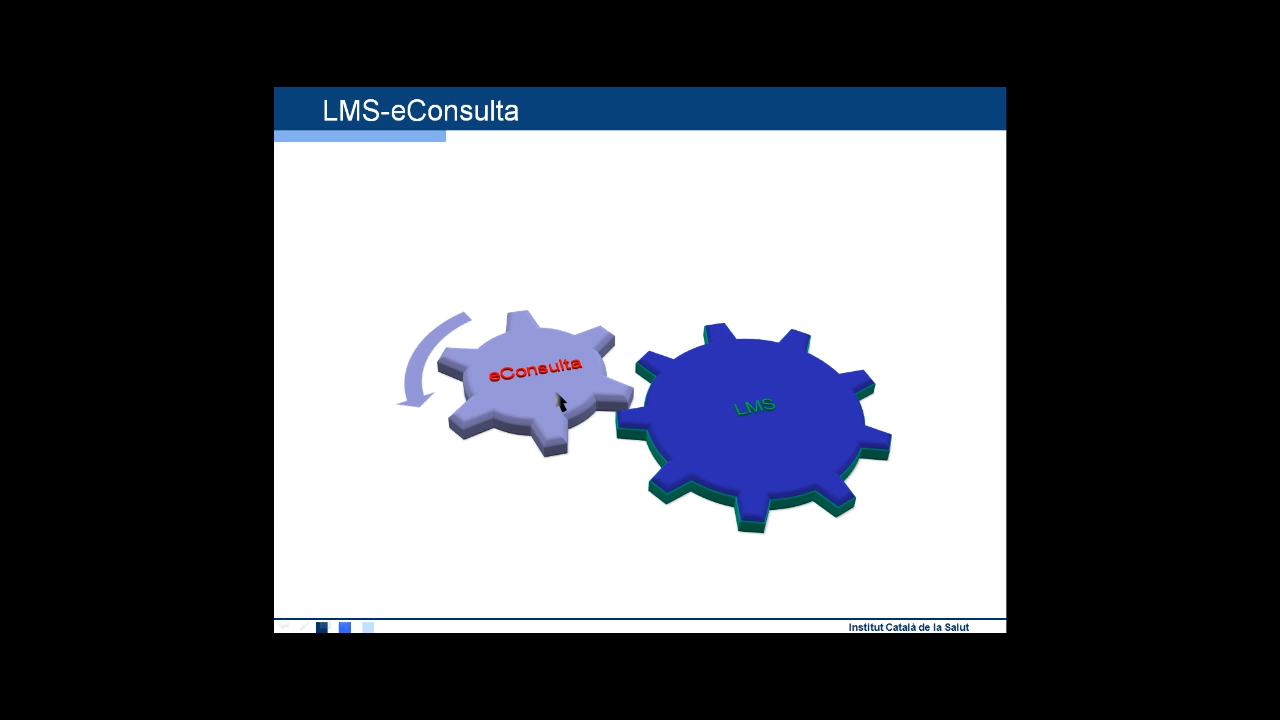 LMS-eConsulta
eConsulta
LMS
Institut Català de la Salut